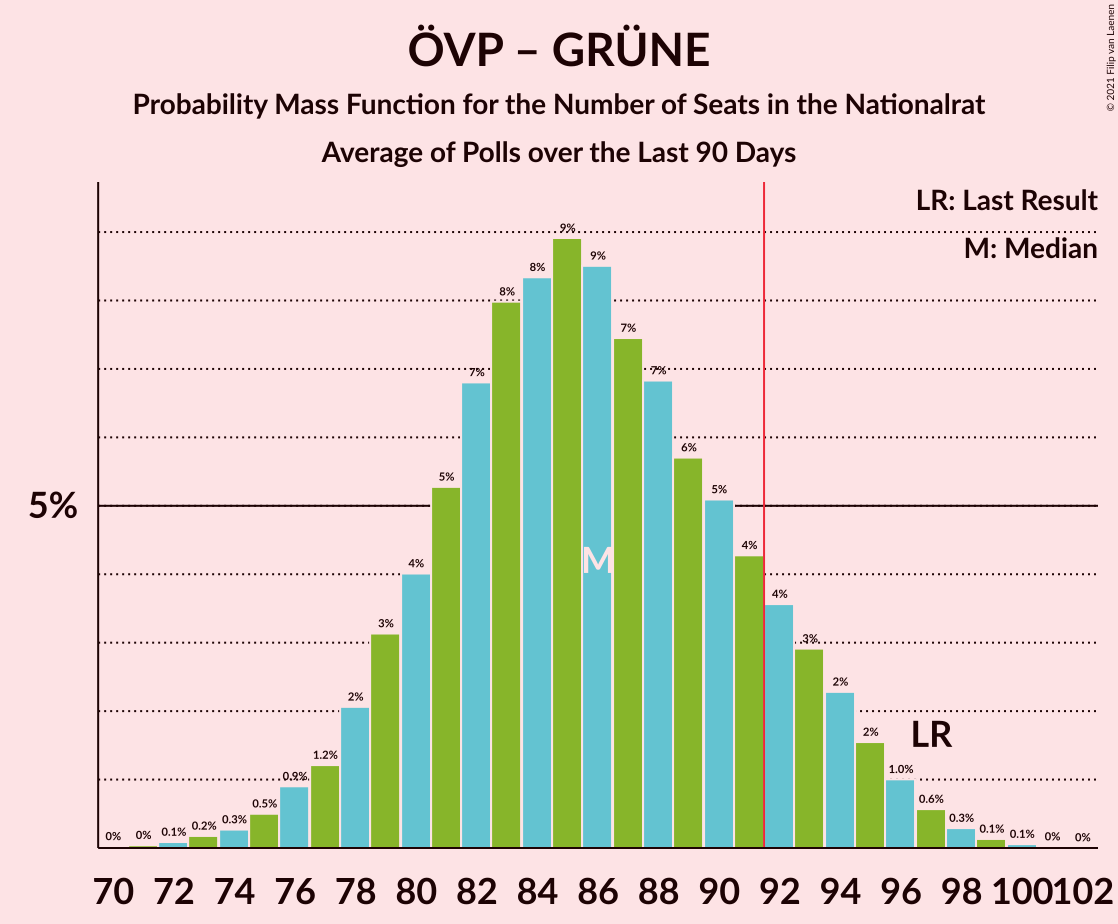 ÖVP – GRÜNE
Probability Mass Function for the Number of Seats in the Nationalrat
Average of Polls over the Last 90 Days
© 2021 Filip van Laenen
LR: Last Result
M: Median
5%
0% 0% 0.1% 0.2% 0.3% 0.5% 0.9% 1.2% 2% 3% 4% 5% 7% 8% 8% 9% 9% 7% 7% 6% 5% 4% 4% 3% 2% 2% 1.0% 0.6% 0.3% 0.1% 0.1% 0% 0%
M
LR
70 72 74 76 78 80 82 84 86 88 90 92 94 96 98 100 102